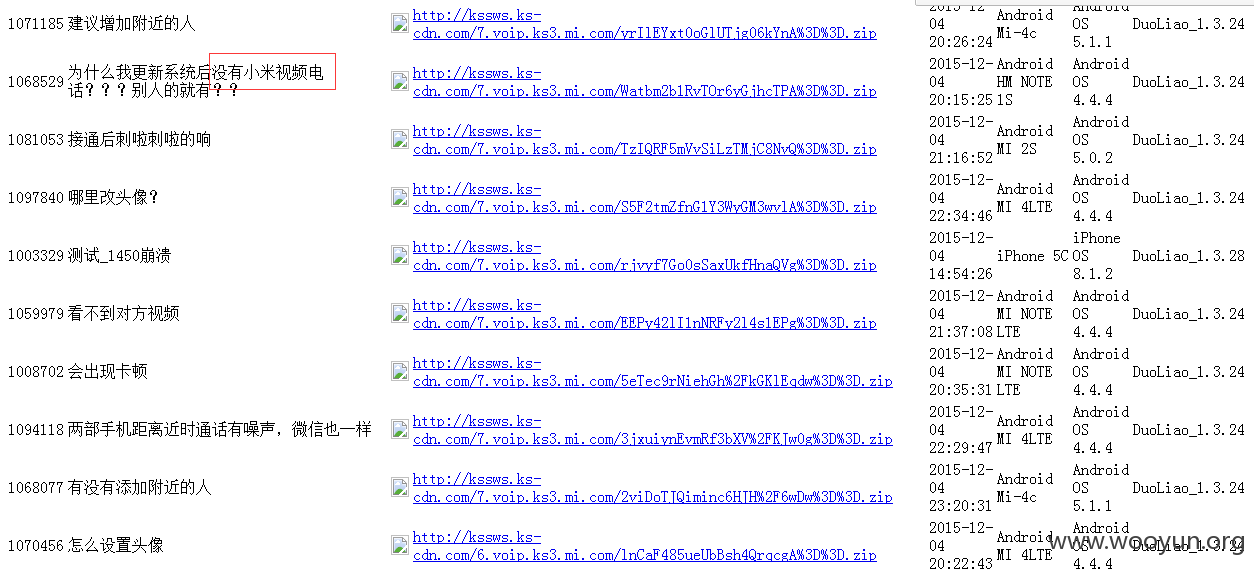 1071185 建议增加附近的人 http://kssws.ks-cdn.com/7.voip.ks3.mi.com/yrIlEYxt0oGlUTjg06kYnA%3D%3D.zip 2015-12-04 20:26:24 Android Mi-4c Android OS 5.1.1 DuoLiao_1.3.24
1068529 为什么我更新系统后没有小米视频电话？？？别人的就有？？ http://kssws.ks-cdn.com/7.voip.ks3.mi.com/Watbm2b1RvTOr6yGjhcTPA%3D%3D.zip 2015-12-04 20:15:25 Android HM NOTE 1S Android OS 4.4.4 DuoLiao_1.3.24
1081053 接通后刺啦刺啦的响 http://kssws.ks-cdn.com/7.voip.ks3.mi.com/TzIQRF5mVvSiLzTMjC8NvQ%3D%3D.zip 2015-12-04 21:16:52 Android MI 2S Android OS 5.0.2 DuoLiao_1.3.24
1097840 哪里改头像？ http://kssws.ks-cdn.com/7.voip.ks3.mi.com/S5F2tmZfnG1Y3WyGM3wvlA%3D%3D.zip 2015-12-04 22:34:46 Android MI 4LTE Android OS 4.4.4 DuoLiao_1.3.24
1003329 测试_1450崩溃 http://kssws.ks-cdn.com/7.voip.ks3.mi.com/rjvyf7Go0sSaxUkfHnaQVg%3D%3D.zip 2015-12-04 14:54:26 iPhone 5C iPhone OS 8.1.2 DuoLiao_1.3.28
1059979 看不到对方视频 http://kssws.ks-cdn.com/7.voip.ks3.mi.com/EEPy42lI1nNRFy2l4s1EPg%3D%3D.zip 2015-12-04 21:37:08 Android MI NOTE LTE Android OS 4.4.4 DuoLiao_1.3.24
1008702 会出现卡顿 http://kssws.ks-cdn.com/7.voip.ks3.mi.com/5eTec9rNiehGh%2FkGKlEqdw%3D%3D.zip 2015-12-04 20:35:31 Android MI NOTE LTE Android OS 4.4.4 DuoLiao_1.3.24
1094118 两部手机距离近时通话有噪声，微信也一样 http://kssws.ks-cdn.com/7.voip.ks3.mi.com/3jxuiynEvmRf3bXV%2FKJw0g%3D%3D.zip 2015-12-04 22:29:47 Android MI 4LTE Android OS 4.4.4 DuoLiao_1.3.24
1068077 有没有添加附近的人 http://kssws.ks-cdn.com/7.voip.ks3.mi.com/2viDoTJQiminc6HJH%2F6wDw%3D%3D.zip 2015-12-04 23:20:31 Android Mi-4c Android OS 5.1.1 DuoLiao_1.3.24
1070456 怎么设置头像 http://kssws.ks-cdn.com/6.voip.ks3.mi.com/lnCaF485ueUbBsh4QrqcgA%3D%3D.zip 2015-12-04 20:22:43 Android MI 4LTE Android OS 4.4.4 DuoLiao_1.3.24
www.wooyun.org